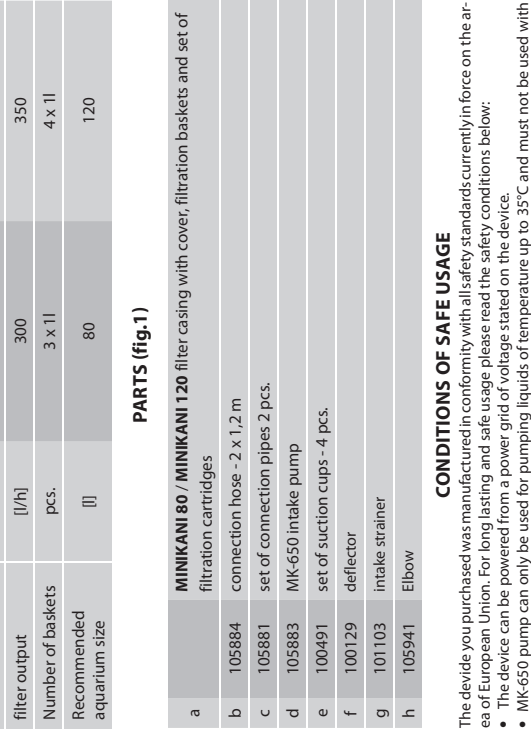 filter output [l/h] 300 350
Number of baskets pcs. 3 x 1l 4 x 1l
Recommended
aquarium size [l] 80 120
PARTS (fig.1)
a MINIKANI 80 / MINIKANI 120 filter casing with cover, filtration baskets and set of
filtration cartridges
b 105884 connection hose - 2 x 1,2 m
c 105881 set of connection pipes 2 pcs.
d 105883 MK-650 intake pump
e 100491 set of suction cups - 4 pcs.
f 100129 deflector
g 101103 intake strainer
h 105941 Elbow
CONDITIONS OF SAFE USAGE
The devide you purchased was manufactured in conformity with all safety standards currently in force on the ar-
ea of European Union. For long lasting and safe usage please read the safety conditions below:
• The device can be powered from a power grid of voltage stated on the device.
• MK-650 pump can only be used for pumping liquids of temperature up to 35°C and must not be used with